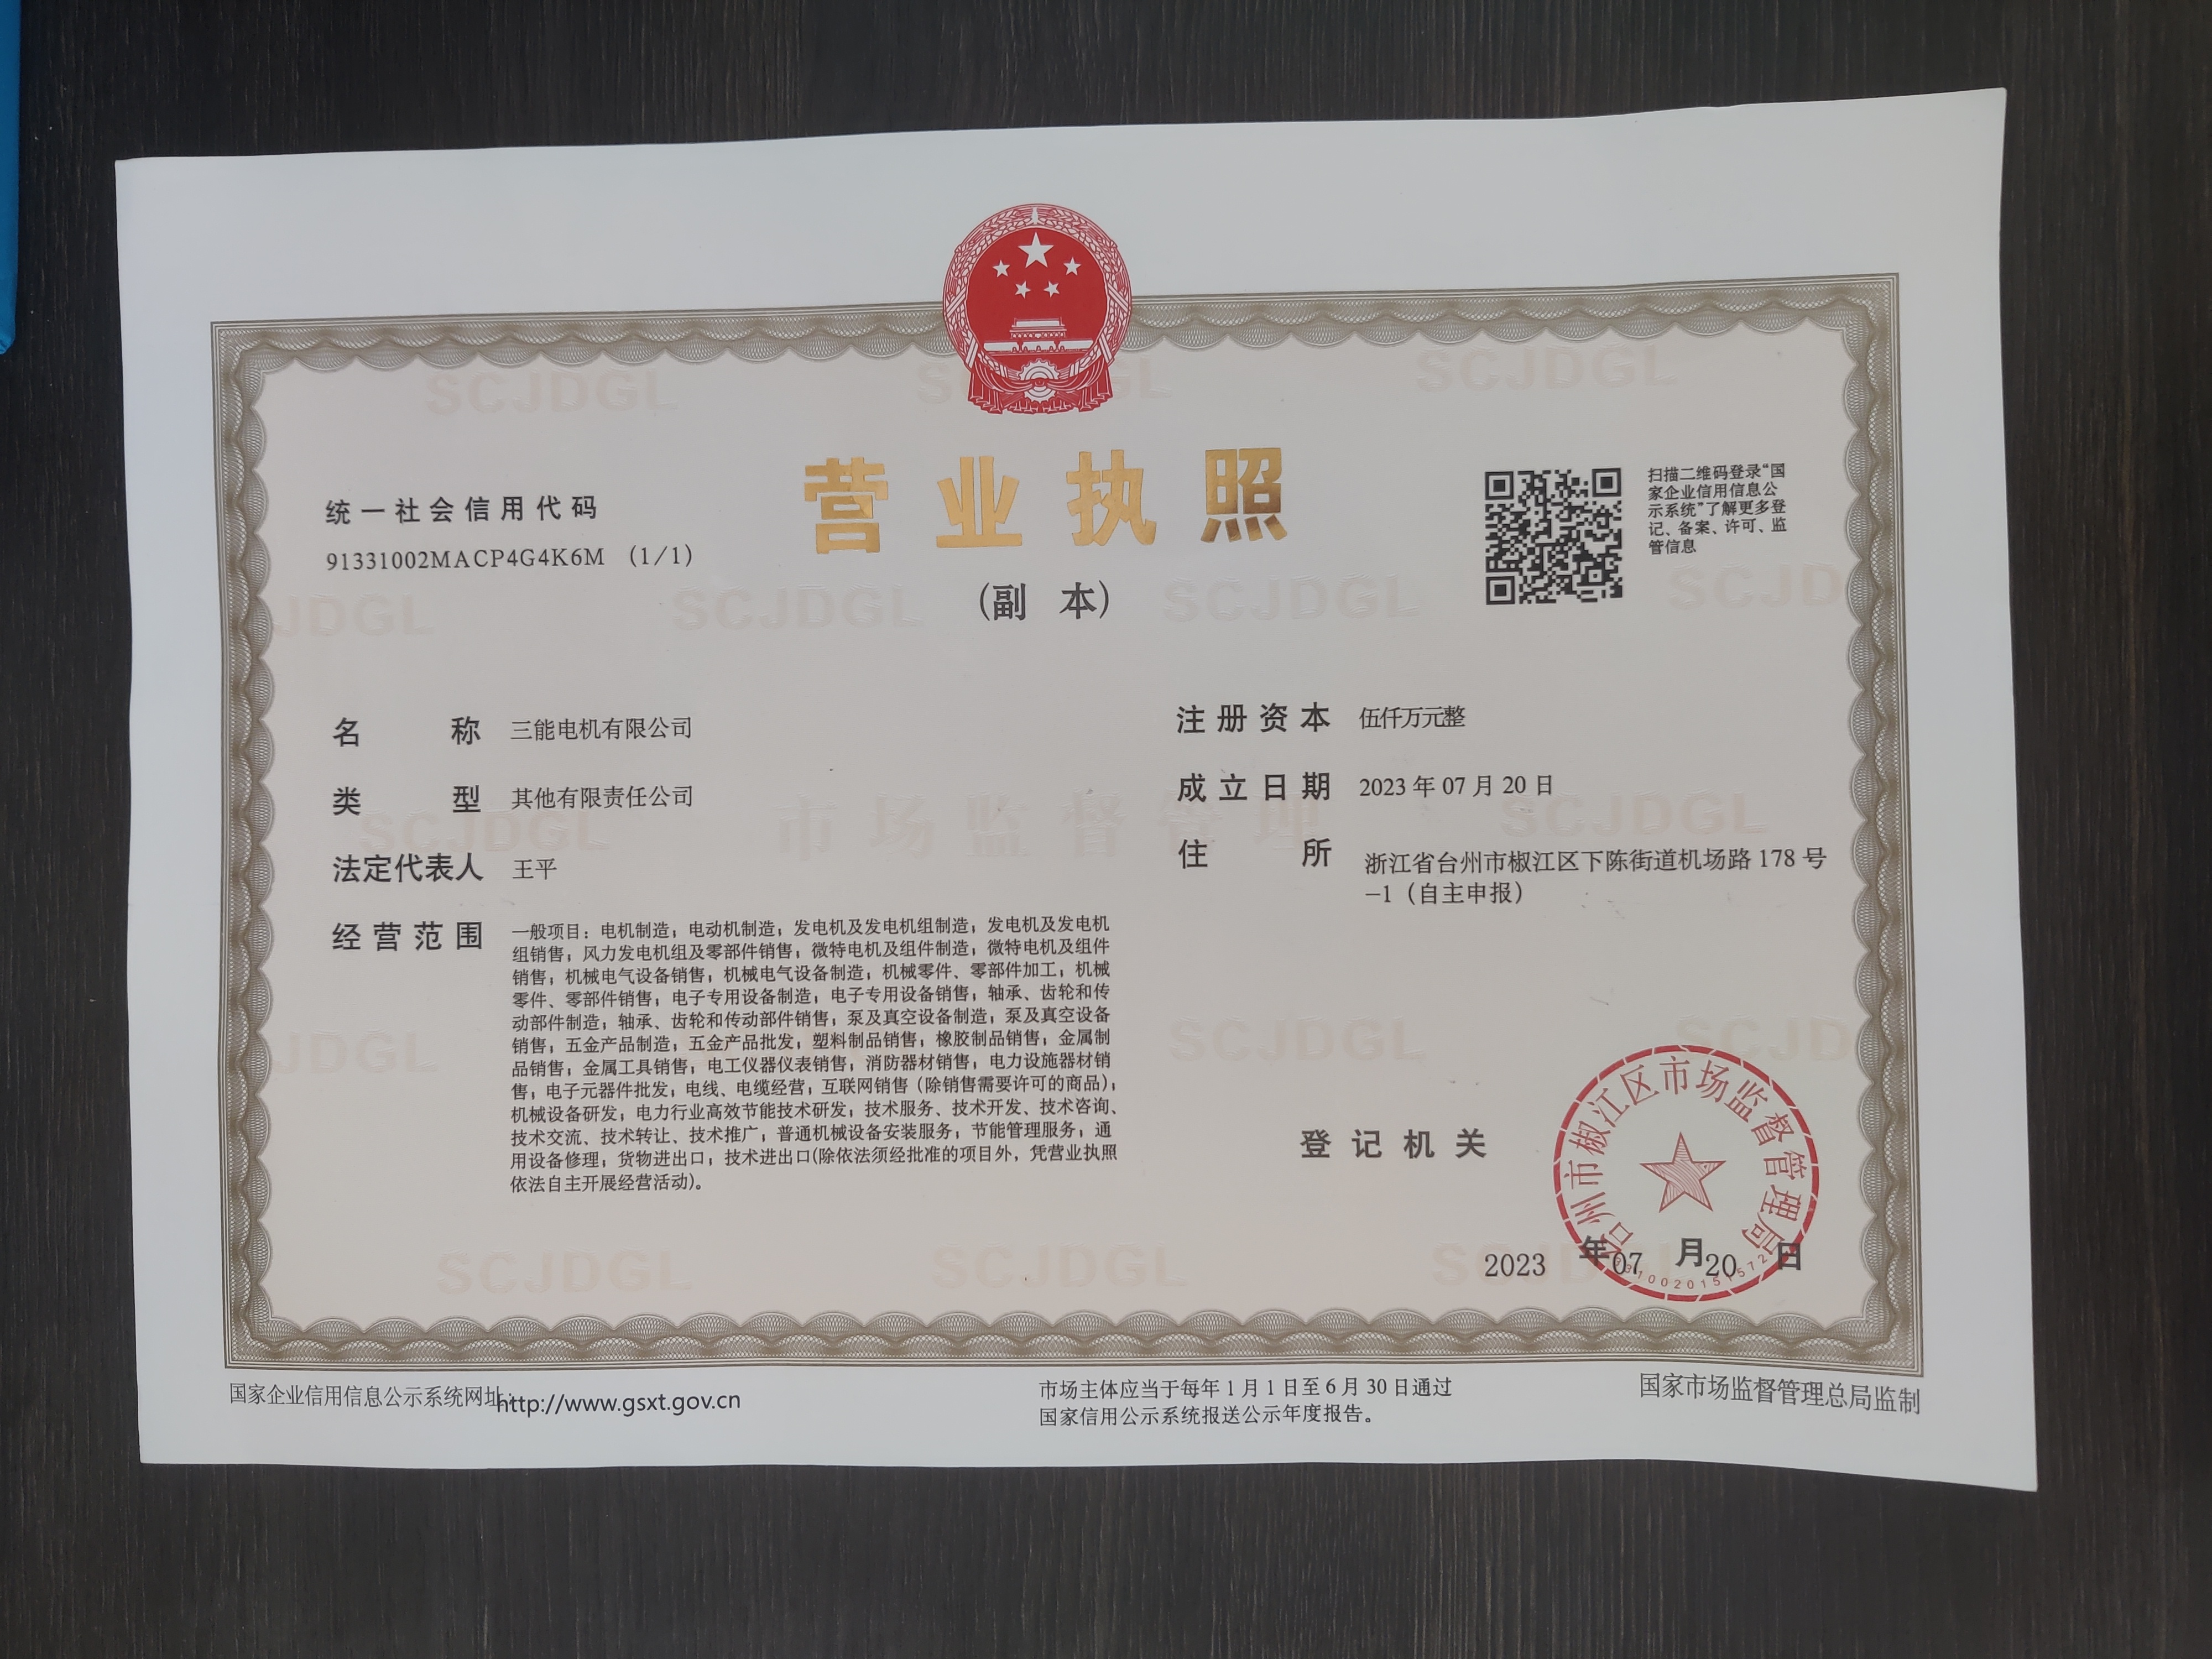 营业执照
(副 本)
统一社会信用代码
91331002MACP4G4K6M (1/1)
扫描二维码登录“国
家企业信用信息公
示系统”了解更多登
记、备案、许可、监
管信息
名称 三能电机有限公司
类型 其他有限责任公司
法定代表人 王平
经营范围 一般项目：电机制造；电动机制造；发电机及发电机组制造；发电机及发电机
组销售；风力发电机组及零部件销售；微特电机及组件制造；微特电机及组件
销售；机械电气设备销售；机械电气设备制造；机械零件、零部件加工；机械
零件、零部件销售；电子专用设备制造；电子专用设备销售；轴承、齿轮和传
动部件制造；轴承、齿轮和传动部件销售；泵及真空设备制造；泵及真空设备
销售；五金产品制造；五金产品批发；塑料制品销售；橡胶制品销售；金属制
品销售；金属工具销售；电工仪器仪表销售；消防器材销售；电力设施器材销
售；电子元器件批发；电线、电缆经营；互联网销售（除销售需要许可的商品）；
机械设备研发；电力行业高效节能技术研发；技术服务、技术开发、技术咨询、
技术交流、技术转让、技术推广；普通机械设备安装服务；节能管理服务；通
用设备修理；货物进出口；技术进出口(除依法须经批准的项目外，凭营业执照
依法自主开展经营活动)。
注册资本 伍仟万元整
成立日期 2023 年 07 月 20 日
住所 浙江省台州市椒江区下陈街道机场路 178 号
-1（自主申报）
市场监督管理
SCJDGL
登记机关
台州市椒江区市场监督管理局
2023 年 07 月 20 日
国家企业信用信息公示系统网址：http://www.gsxt.gov.cn
市场主体应当于每年 1 月 1 日至 6 月 30 日通过
国家信用公示系统报送公示年度报告。
国家市场监督管理总局监制